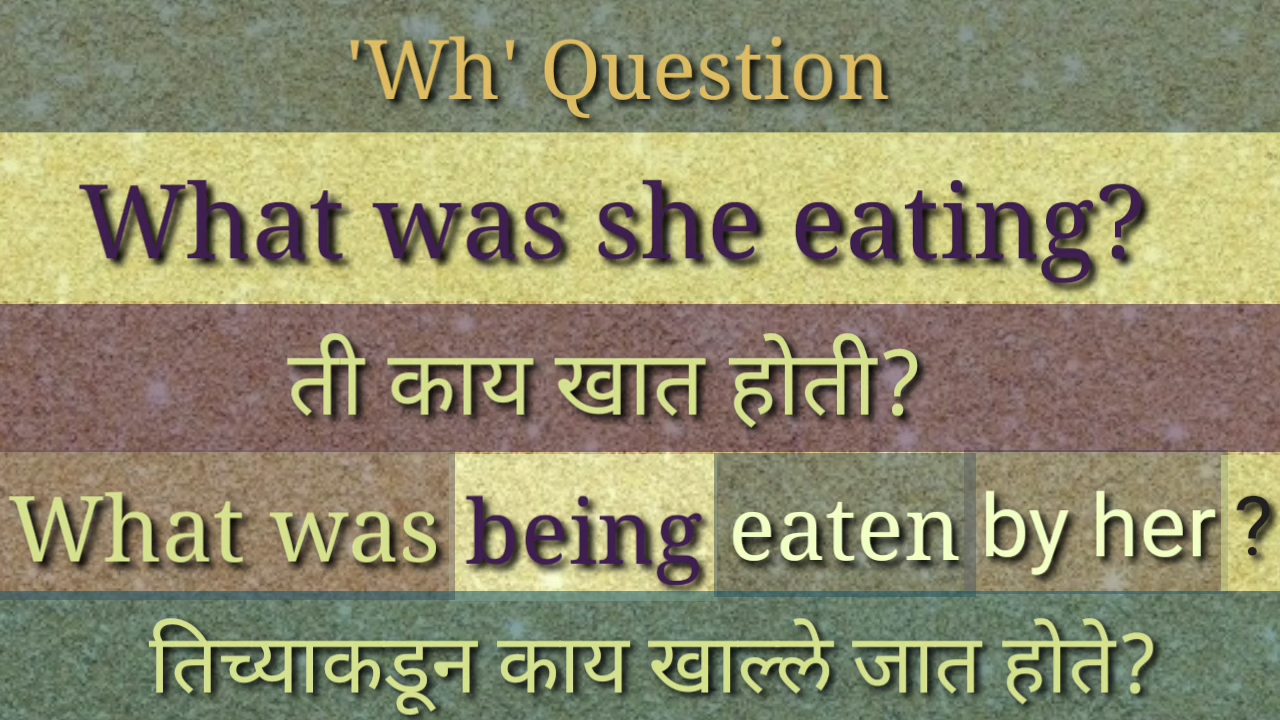 'Wh' Question
What was she eating?
ती काय खात होती?
What was being eaten by her ?
तिच्याकडून काय खाल्ले जात होते?